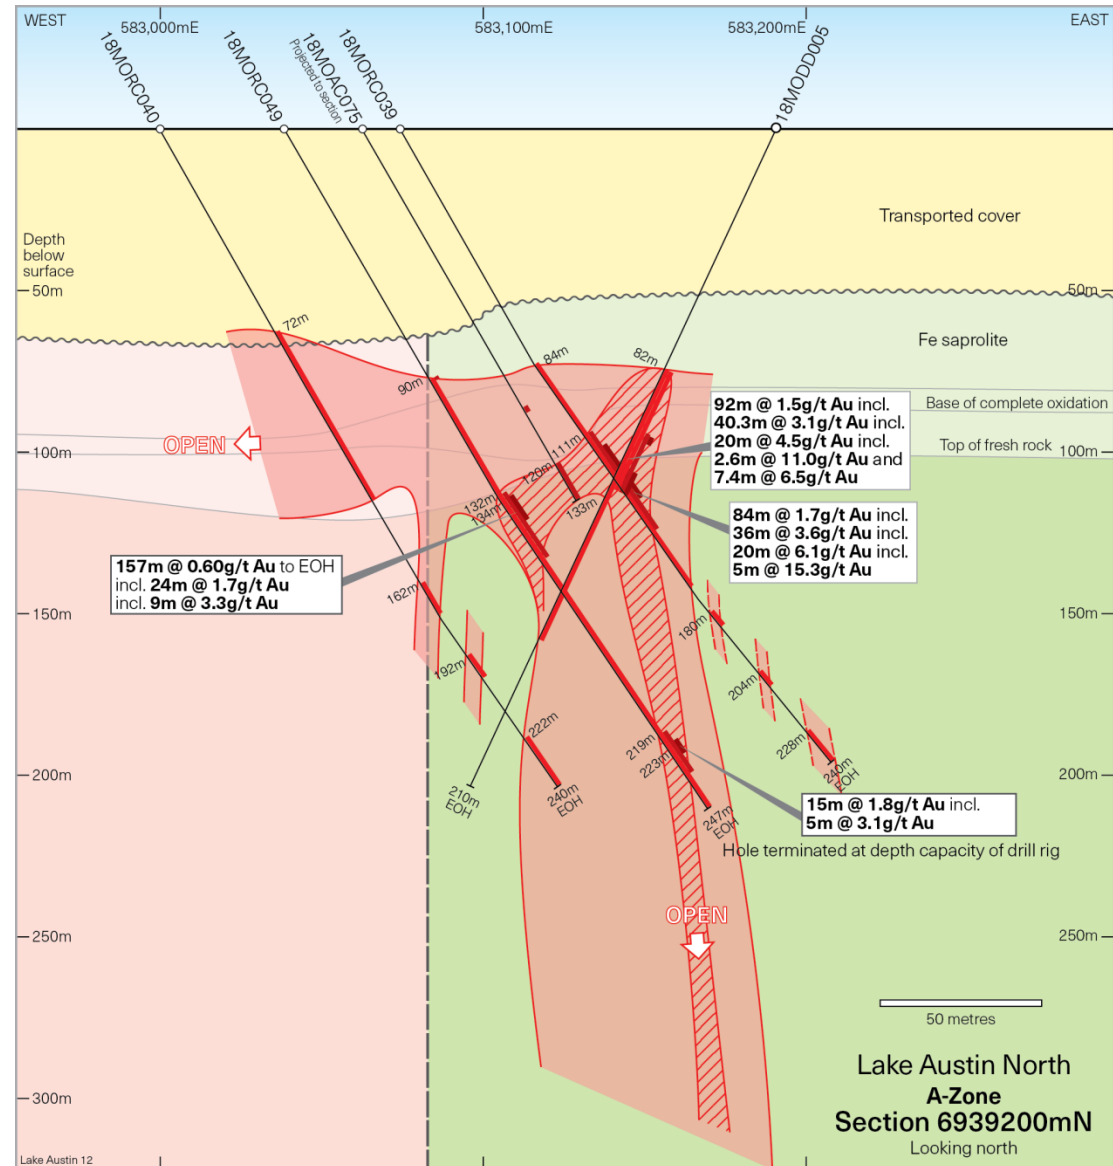 WEST
583,000mE
583,100mE
583,200mE
EAST
18MORC040
18MORC049
18MOAC075
Projected to section
18MORC039
18MODD005
Transported cover
Depth
below
surface
50m
50m
Fe saprolite
72m
90m
84m
82m
Base of complete oxidation
Top of fresh rock
92m @ 1.5g/t Au incl.
40.3m @ 3.1g/t Au incl.
20m @ 4.5g/t Au incl.
2.6m @ 11.0g/t Au and
7.4m @ 6.5g/t Au
OPEN
100m
100m
111m
120m
132m
134m
133m
84m @ 1.7g/t Au incl.
36m @ 3.6g/t Au incl.
20m @ 6.1g/t Au incl.
5m @ 15.3g/t Au
157m @ 0.60g/t Au to EOH
incl. 24m @ 1.7g/t Au
incl. 9m @ 3.3g/t Au
162m
150m
150m
180m
192m
204m
222m
219m
223m
228m
200m
200m
210m
EOH
240m
EOH
247m
EOH
240m
EOH
15m @ 1.8g/t Au incl.
5m @ 3.1g/t Au
Hole terminated at depth capacity of drill rig
OPEN
250m
250m
50 metres
300m
Lake Austin North
A-Zone
Section 6939200mN
Looking north
Lake Austin 12